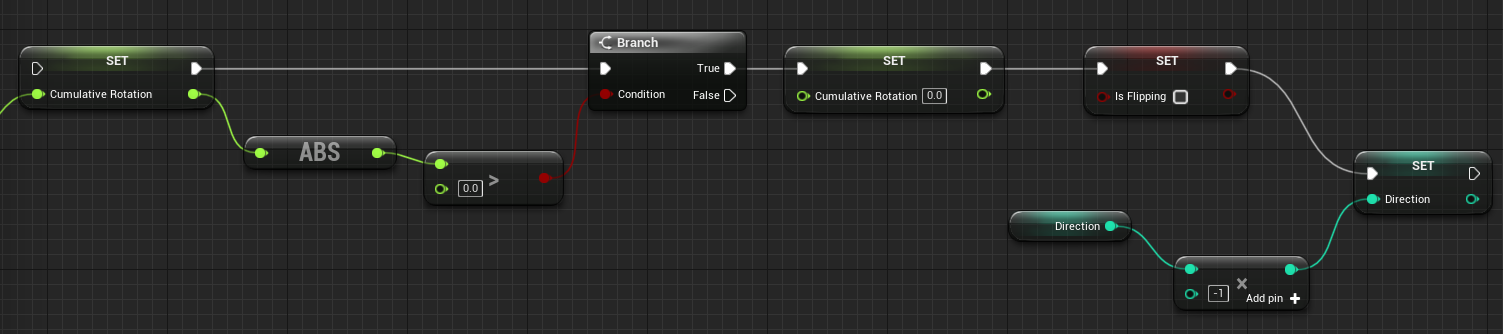 SET
Cumulative Rotation
ABS
0.0 >
Branch
True
Condition
False
SET
Cumulative Rotation 0.0
SET
Is Flipping
Direction
-1 ×
Add pin +
SET
Direction